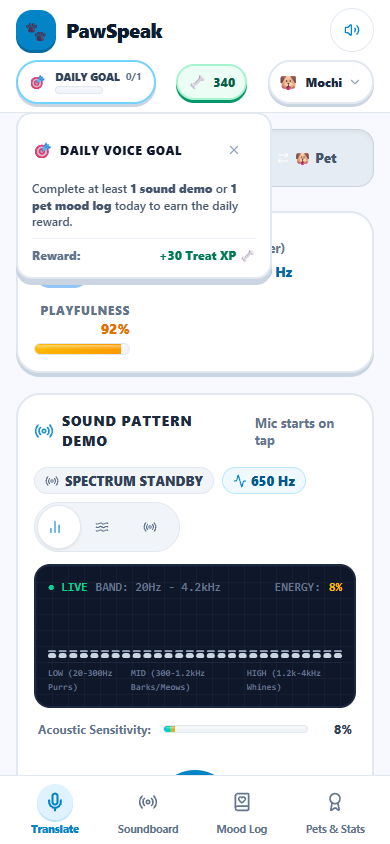 PawSpeak
DAILY GOAL 0/1
340
Mochi
DAILY VOICE GOAL
Complete at least 1 sound demo or 1
pet mood log today to earn the daily
reward.
Reward: +30 Treat XP
Pet
er)
Hz
PLAYFULNESS
92%
SOUND PATTERN
DEMO
Mic starts on
tap
SPECTRUM STANDBY
650 Hz
LIVE BAND: 20Hz - 4.2kHz ENERGY: 8%
LOW (20-300Hz MID (300-1.2kHz HIGH (1.2k-4kHz
Purrs) Barks/Meows) Whines)
Acoustic Sensitivity: 8%
Translate Soundboard Mood Log Pets & Stats